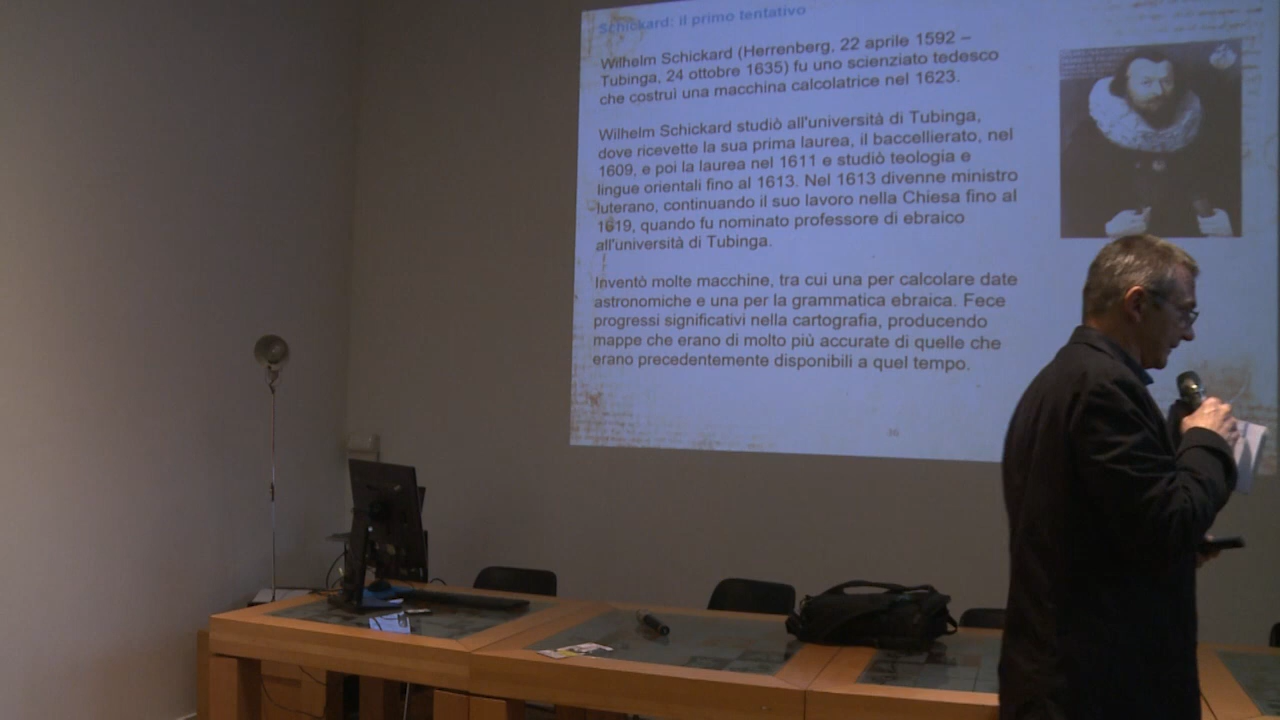 Schickard: il primo tentativo
Wilhelm Schickard (Herrenberg, 22 aprile 1592 –
Tubinga, 24 ottobre 1635) fu uno scienziato tedesco
che costruì una macchina calcolatrice nel 1623.
Wilhelm Schickard studiò all'università di Tubinga,
dove ricevette la sua prima laurea, il baccellierato, nel
1609, e poi la laurea nel 1611 e studiò teologia e
lingue orientali fino al 1613. Nel 1613 divenne ministro
luterano, continuando il suo lavoro nella Chiesa fino al
1619, quando fu nominato professore di ebraico
all'università di Tubinga.
Inventò molte macchine, tra cui una per calcolare date
astronomiche e una per la grammatica ebraica. Fece
progressi significativi nella cartografia, producendo
mappe che erano di molto più accurate di quelle che
erano precedentemente disponibili a quel tempo.